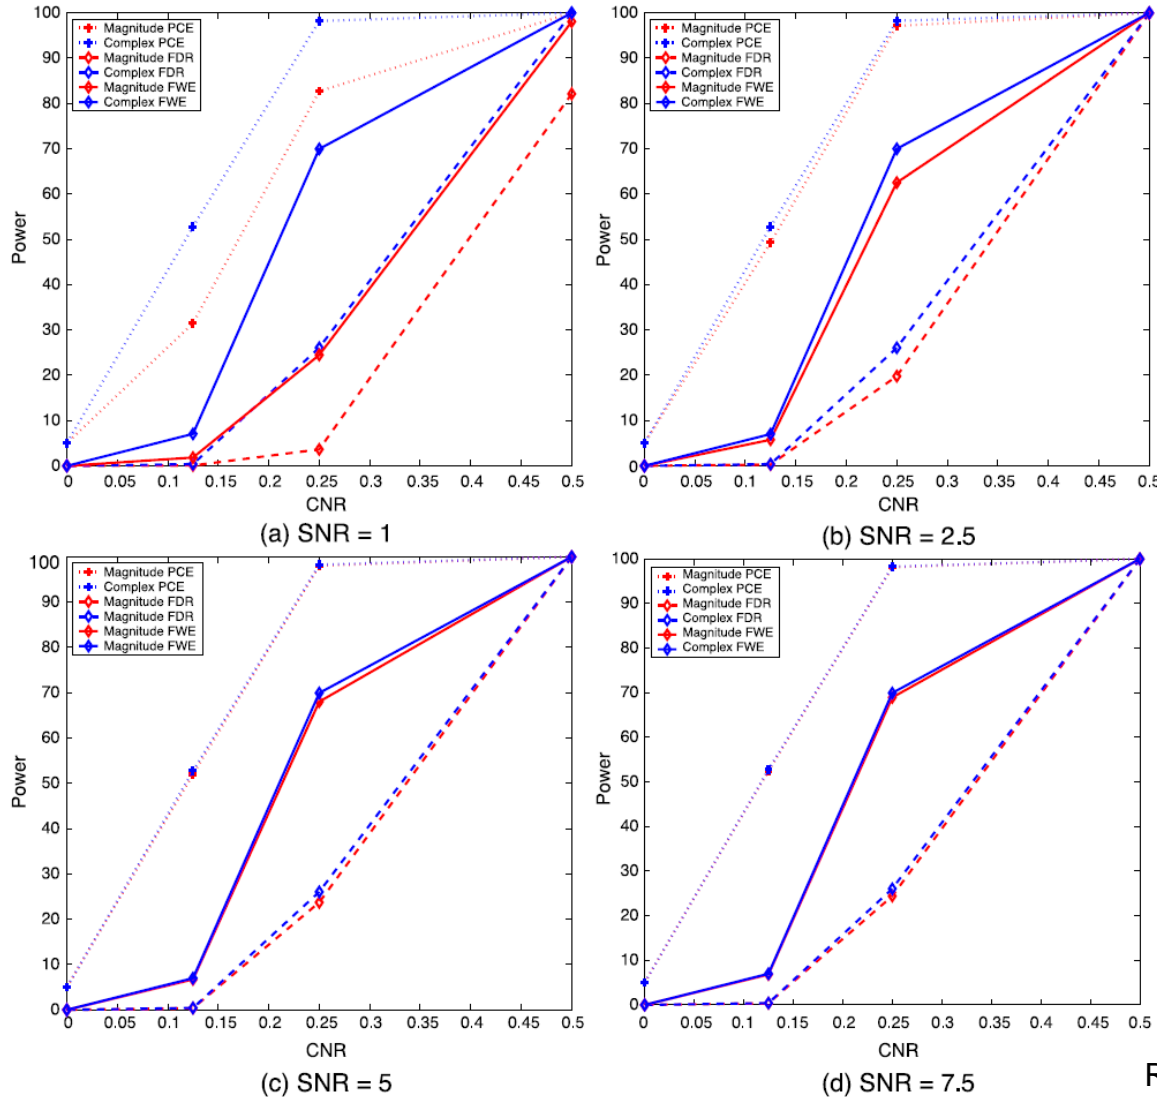 Magnitude PCE
Complex PCE
Magnitude FDR
Complex FDR
Magnitude FWE
Complex FWE
100
90
80
70
60
50
40
30
20
10
0
Power
0 0.05 0.1 0.15 0.2 0.25 0.3 0.35 0.4 0.45 0.5
CNR
(a) SNR = 1
Magnitude PCE
Complex PCE
Magnitude FDR
Complex FDR
Magnitude FWE
Complex FWE
100
90
80
70
60
50
40
30
20
10
0
Power
0 0.05 0.1 0.15 0.2 0.25 0.3 0.35 0.4 0.45 0.5
CNR
(b) SNR = 2.5
Magnitude PCE
Complex PCE
Magnitude FDR
Magnitude FDR
Magnitude FWE
Magnitude FWE
100
90
80
70
60
50
40
30
20
10
0
Power
0 0.05 0.1 0.15 0.2 0.25 0.3 0.35 0.4 0.45 0.5
CNR
(c) SNR = 5
Magnitude PCE
Complex PCE
Magnitude FDR
Complex FDR
Magnitude FWE
Complex FWE
100
90
80
70
60
50
40
30
20
10
0
Power
0 0.05 0.1 0.15 0.2 0.25 0.3 0.35 0.4 0.45 0.5
CNR
(d) SNR = 7.5
R